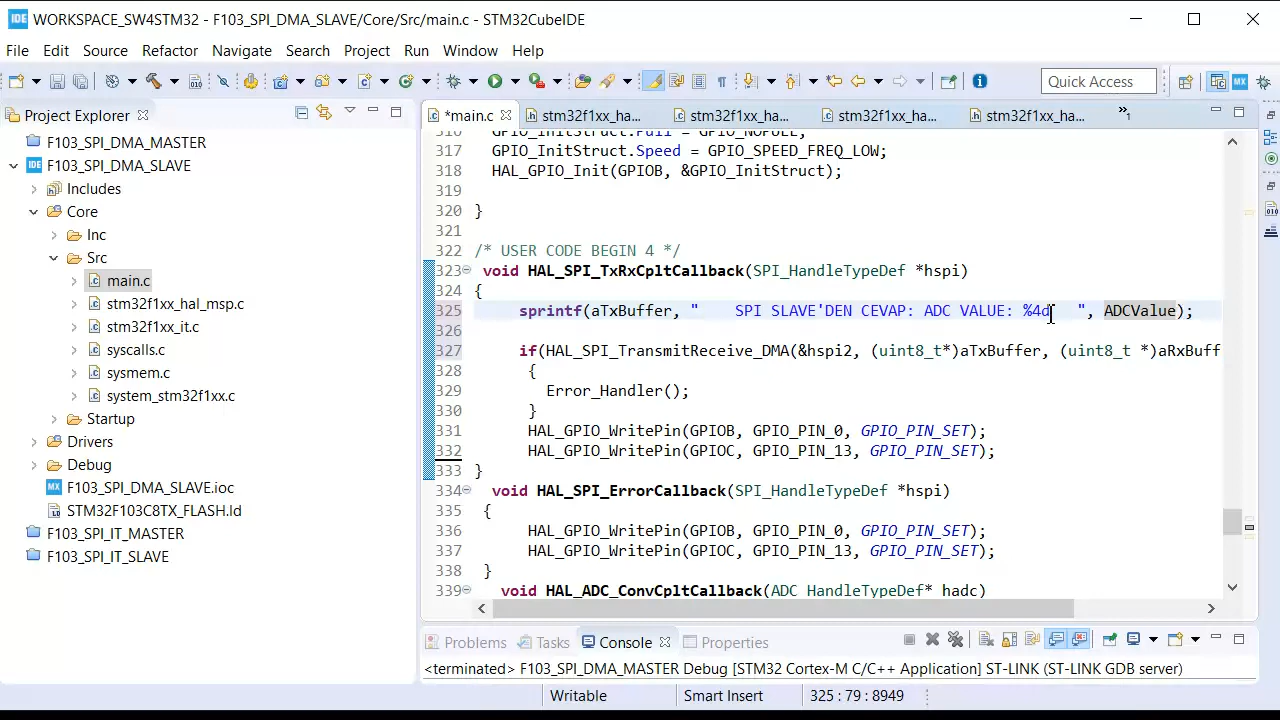 WORKSPACE_SW4STM32 - F103_SPI_DMA_SLAVE/Core/Src/main.c - STM32CubeIDE
File Edit Source Refactor Navigate Search Project Run Window Help
Quick Access
Project Explorer
F103_SPI_DMA_MASTER
F103_SPI_DMA_SLAVE
Includes
Core
Inc
Src
main.c
stm32f1xx_hal_msp.c
stm32f1xx_it.c
syscalls.c
sysmem.c
system_stm32f1xx.c
Startup
Drivers
Debug
F103_SPI_DMA_SLAVE.ioc
STM32F103C8TX_FLASH.ld
F103_SPI_IT_MASTER
F103_SPI_IT_SLAVE
*main.c stm32f1xx_ha... stm32f1xx_ha... stm32f1xx_ha... stm32f1xx_ha... »1
316 GPIO_InitStruct.Pull = GPIO_NOPULL;
317 GPIO_InitStruct.Speed = GPIO_SPEED_FREQ_LOW;
318 HAL_GPIO_Init(GPIOB, &GPIO_InitStruct);
319
320 }
321
322 /* USER CODE BEGIN 4 */
323 void HAL_SPI_TxRxCpltCallback(SPI_HandleTypeDef *hspi)
324 {
325 sprintf(aTxBuffer, "    SPI SLAVE'DEN CEVAP: ADC VALUE: %4d   ", ADCValue);
326
327 if(HAL_SPI_TransmitReceive_DMA(&hspi2, (uint8_t*)aTxBuffer, (uint8_t *)aRxBuff
328 {
329 Error_Handler();
330 }
331 HAL_GPIO_WritePin(GPIOB, GPIO_PIN_0, GPIO_PIN_SET);
332 HAL_GPIO_WritePin(GPIOC, GPIO_PIN_13, GPIO_PIN_SET);
333 }
334 void HAL_SPI_ErrorCallback(SPI_HandleTypeDef *hspi)
335 {
336 HAL_GPIO_WritePin(GPIOB, GPIO_PIN_0, GPIO_PIN_SET);
337 HAL_GPIO_WritePin(GPIOC, GPIO_PIN_13, GPIO_PIN_SET);
338 }
339 void HAL_ADC_ConvCpltCallback(ADC_HandleTypeDef* hadc)
Problems Tasks Console Properties
<terminated> F103_SPI_DMA_MASTER Debug [STM32 Cortex-M C/C++ Application] ST-LINK (ST-LINK GDB server)
Writable Smart Insert 325 : 79 : 8949